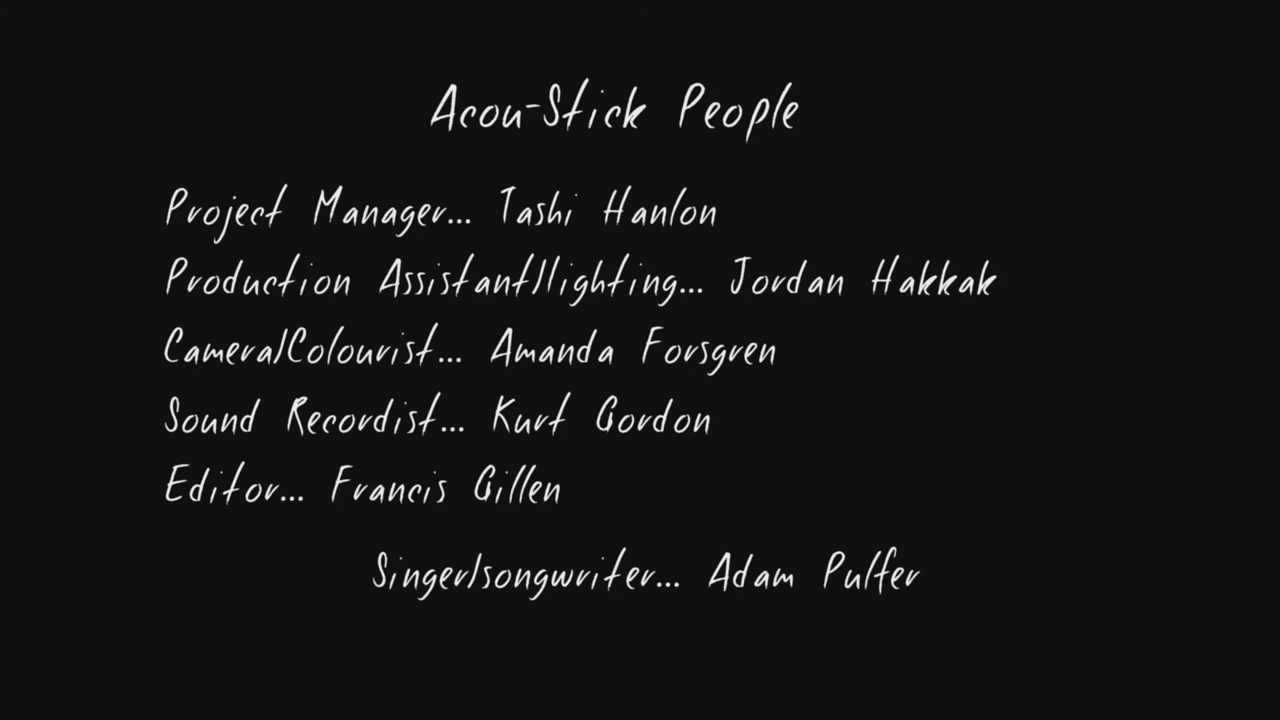 Acou-Stick People
Project Manager... Tashi Hanlon
Production Assistant/lighting... Jordan Hakkak
Camera/Colourist... Amanda Forsgren
Sound Recordist... Kurt Gordon
Editor... Francis Gillen
Singer/songwriter... Adam Pulfer